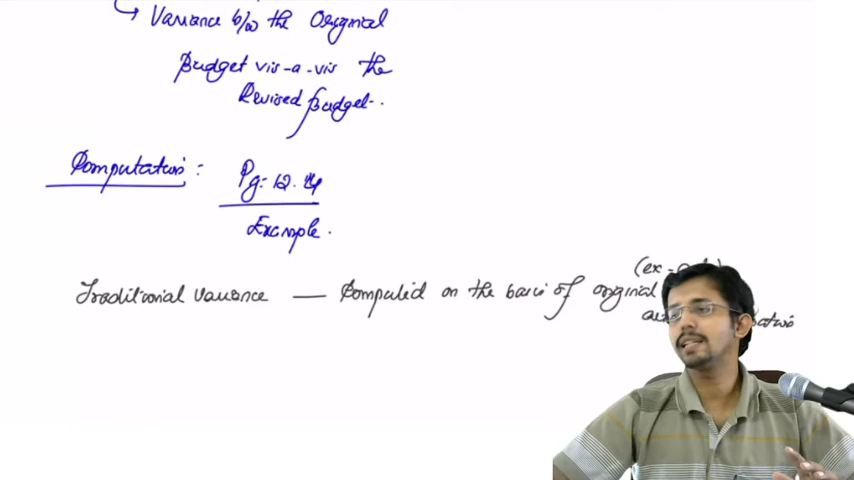 Variance b/w the Original
Budget vis-a-vis the
Revised Budget.
Computation :
Pg: 12.
Example.
Traditional variance — Computed on the basis of original
(ex -